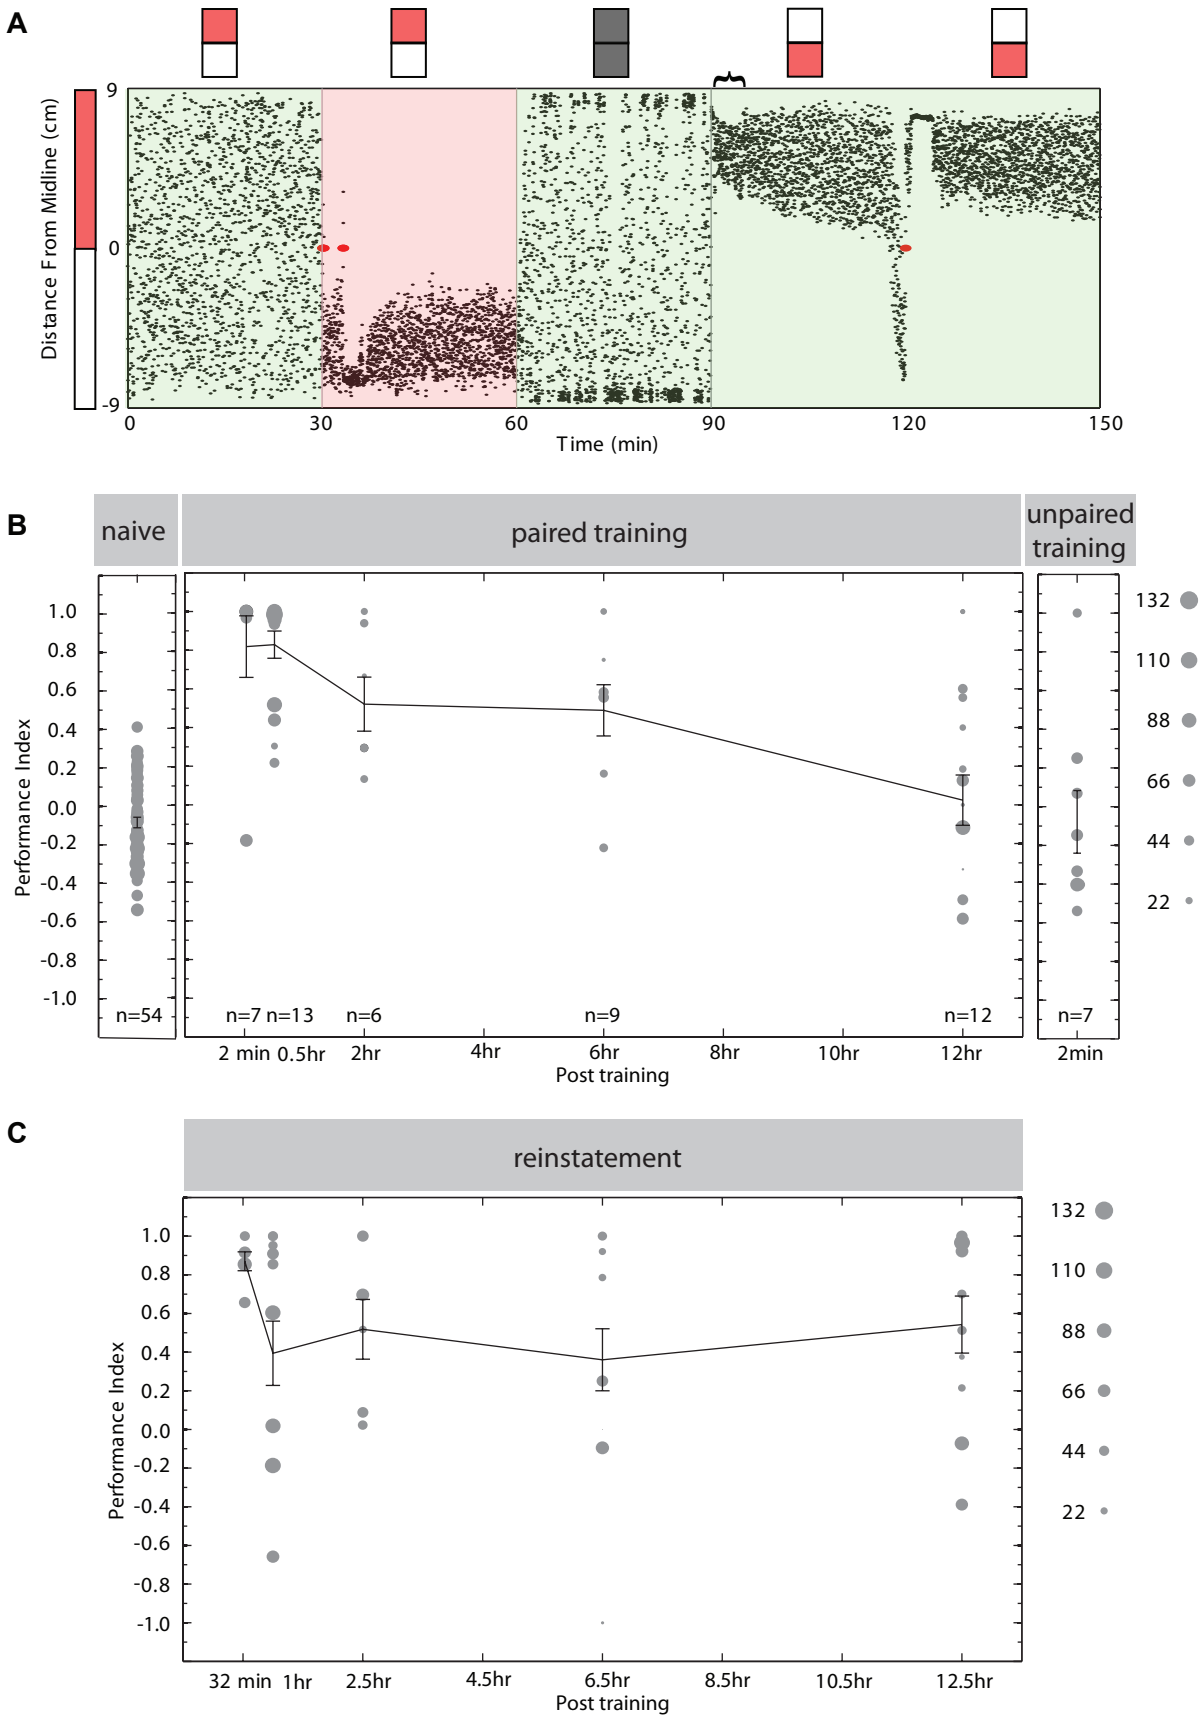 A
Distance From Midline (cm)
9
0
-9
0 30 60 90 120 150
Time (min)
B
naive
paired training
unpaired
training
Performance Index
1.0
0.8
0.6
0.4
0.2
0.0
-0.2
-0.4
-0.6
-0.8
-1.0
n=54
n=7 n=13 n=6 n=9 n=12
n=7
2 min 0.5hr 2hr 4hr 6hr 8hr 10hr 12hr
2min
Post training
132
110
88
66
44
22
C
reinstatement
Performance Index
1.0
0.8
0.6
0.4
0.2
0.0
-0.2
-0.4
-0.6
-0.8
-1.0
32 min 1hr 2.5hr 4.5hr 6.5hr 8.5hr 10.5hr 12.5hr
Post training
132
110
88
66
44
22